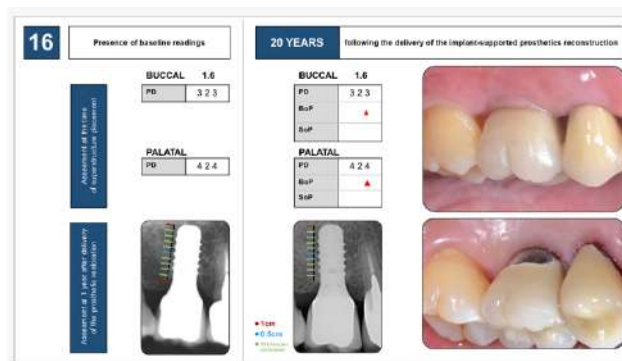 16
Presence of baseline readings
20 YEARS
following the delivery of the implant-supported prosthetics reconstruction
Assessment at the time
of superstructure placement
BUCCAL 1.6
PD 3 2 3
PALATAL
PD 4 2 4
BUCCAL 1.6
PD 3 2 3
BoP
SoP
PALATAL
PD 4 2 4
BoP
SoP
Assessment at 1 year after delivery
of the prosthetic restoration
1cm
0.5cm